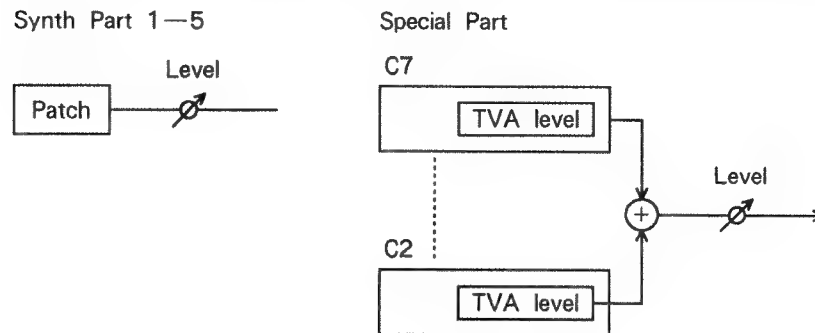 Synth Part 1—5
Level
Patch
Special Part
C7
TVA level
Level
+
C2
TVA level